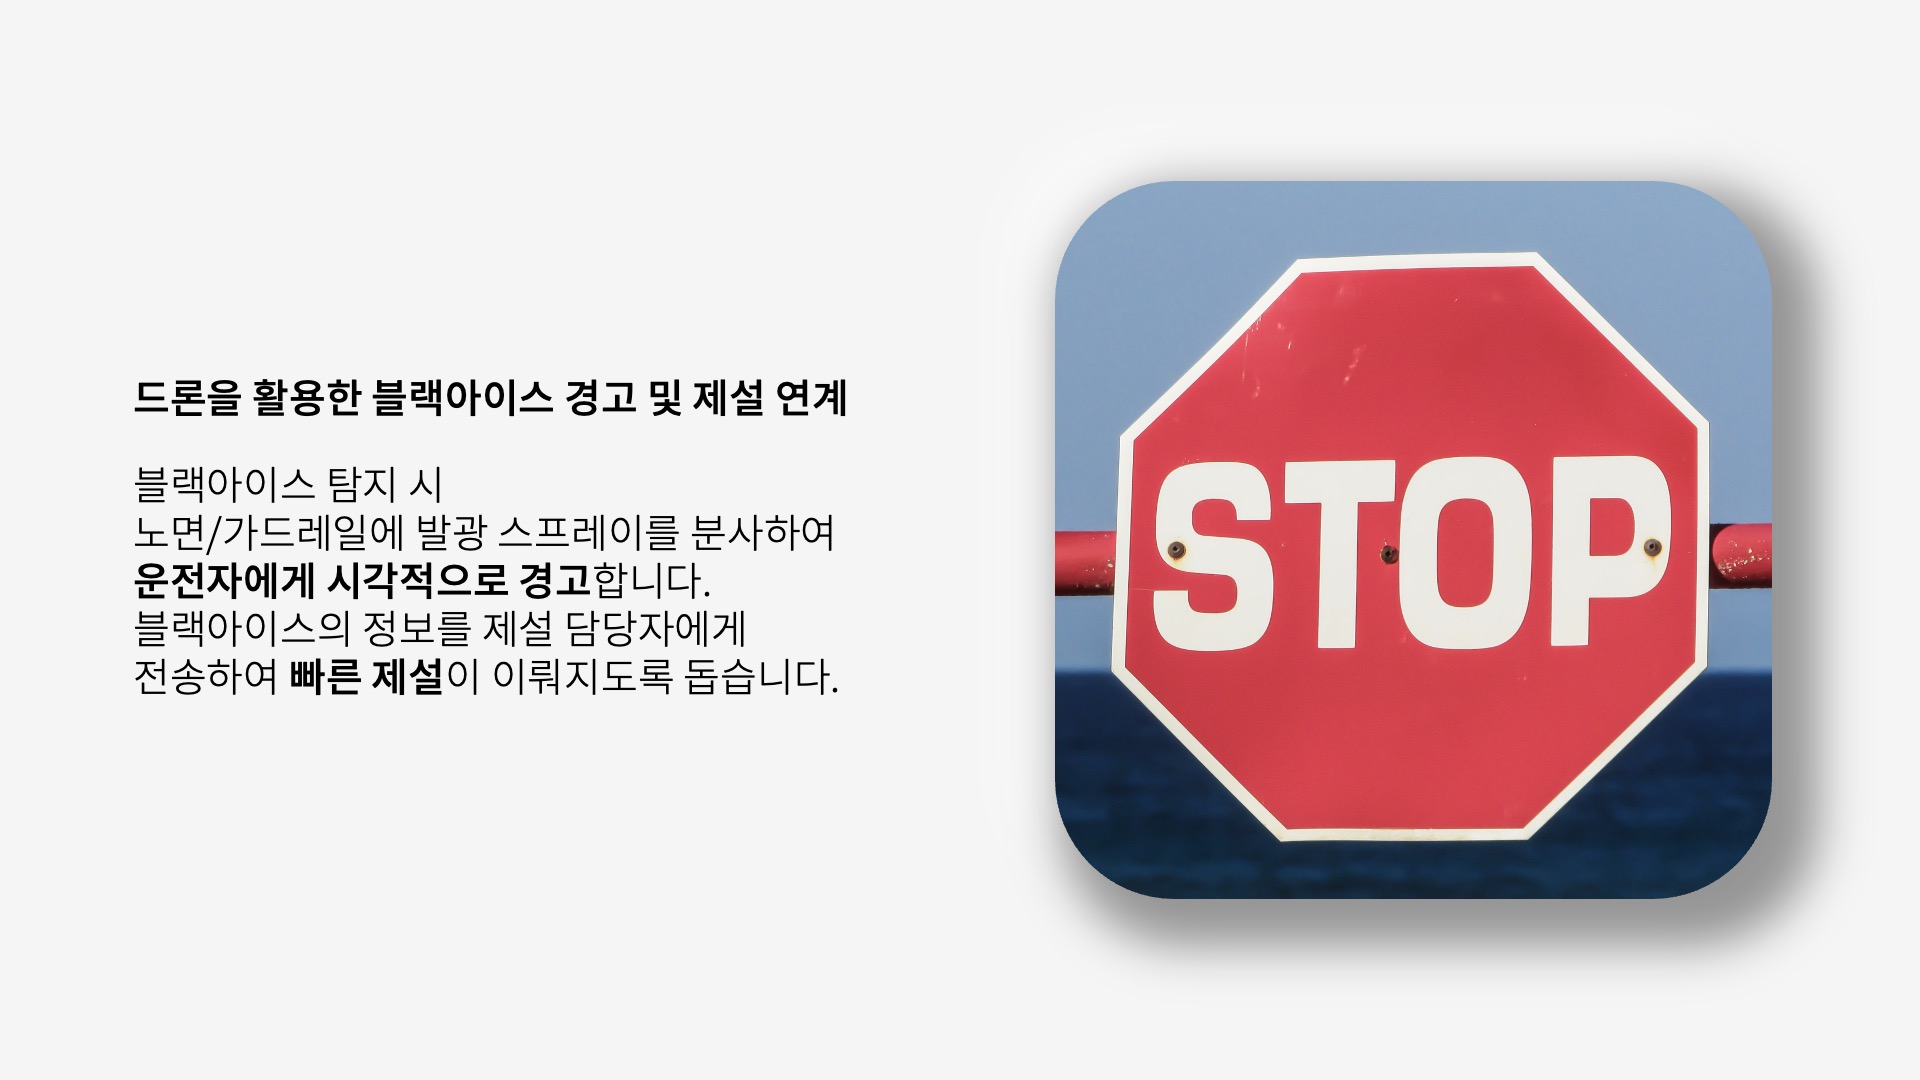 드론을 활용한 블랙아이스 경고 및 제설 연계
블랙아이스 탐지 시
노면/가드레일에 발광 스프레이를 분사하여
운전자에게 시각적으로 경고합니다.
블랙아이스의 정보를 제설 담당자에게
전송하여 빠른 제설이 이뤄지도록 돕습니다.
STOP